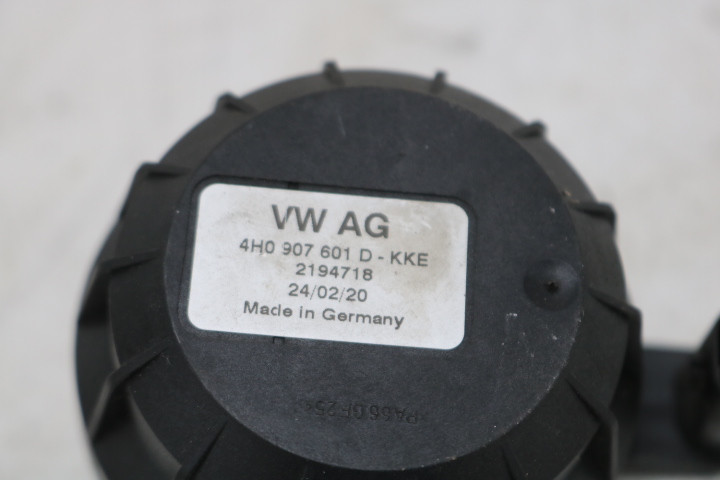 VW AG
4H0 907 601 D - KKE
2194718
24/02/20
Made in Germany